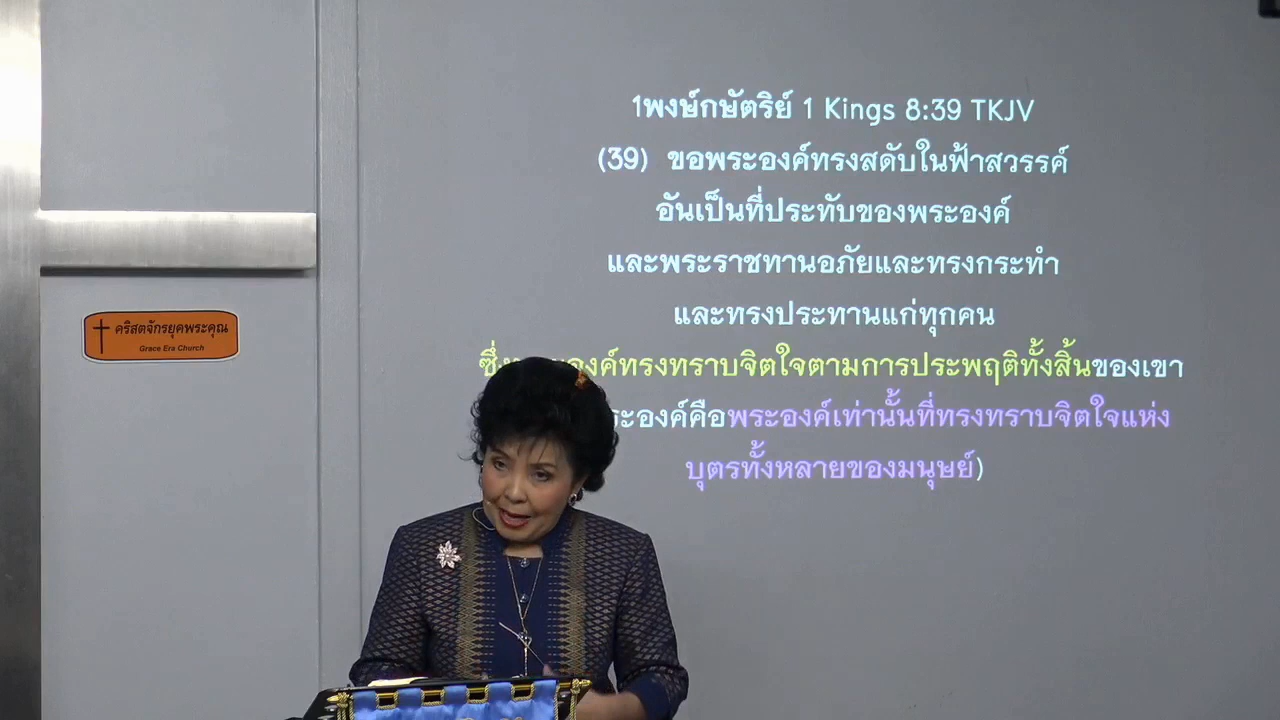 1พงษ์กษัตริย์ 1 Kings 8:39 TKJV
(39) ขอพระองค์ทรงสดับในฟ้าสวรรค์
อันเป็นที่ประทับของพระองค์
และพระราชทานอภัยและทรงกระทำ
และทรงประทานแก่ทุกคน
องค์ทรงทราบจิตใจตามการประพฤติทั้งสิ้นของเขา
ระองค์คือพระองค์เท่านั้นที่ทรงทราบจิตใจแห่ง
บุตรทั้งหลายของมนุษย์)
คริสตจักรยุคพระคุณ
Grace Era Church